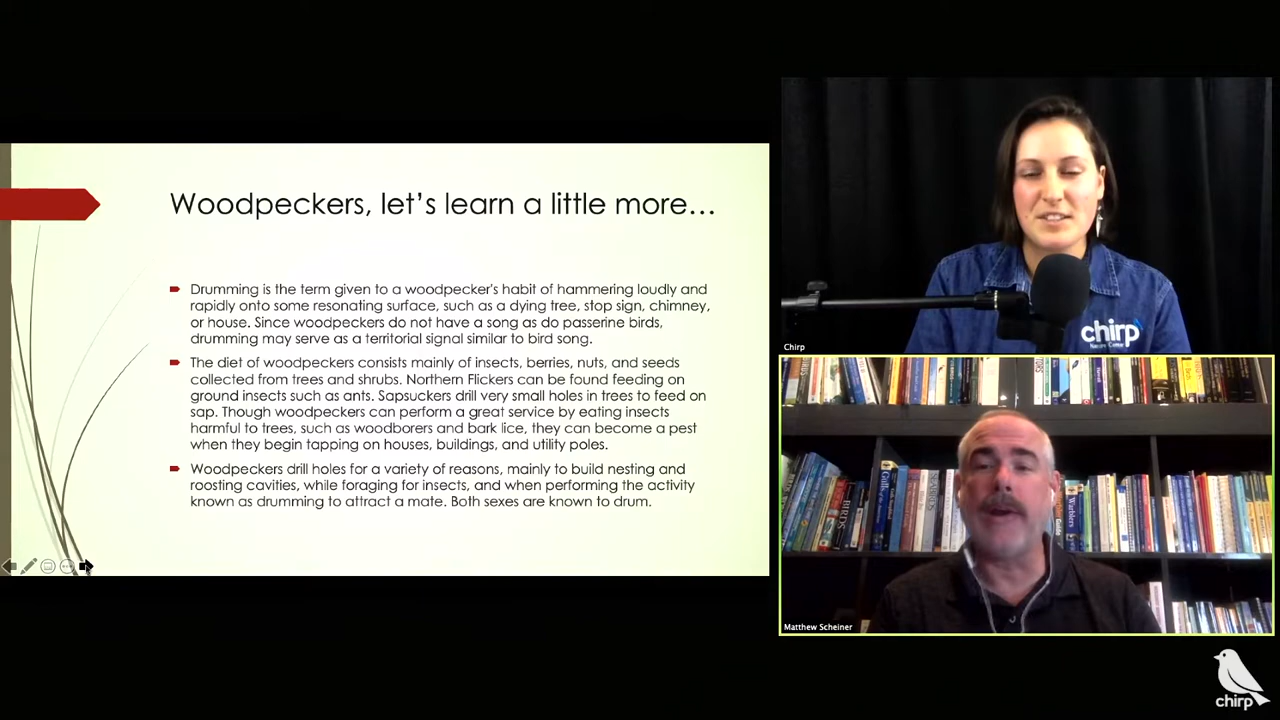 Woodpeckers, let's learn a little more…
Drumming is the term given to a woodpecker's habit of hammering loudly and
rapidly onto some resonating surface, such as a dying tree, stop sign, chimney,
or house. Since woodpeckers do not have a song as do passerine birds,
drumming may serve as a territorial signal similar to bird song.
The diet of woodpeckers consists mainly of insects, berries, nuts, and seeds
collected from trees and shrubs. Northern Flickers can be found feeding on
ground insects such as ants. Sapsuckers drill very small holes in trees to feed on
sap. Though woodpeckers can perform a great service by eating insects
harmful to trees, such as woodborers and bark lice, they can become a pest
when they begin tapping on houses, buildings, and utility poles.
Woodpeckers drill holes for a variety of reasons, mainly to build nesting and
roosting cavities, while foraging for insects, and when performing the activity
known as drumming to attract a mate. Both sexes are known to drum.
chirp
Nature Center
Chirp
BIRDS
Gulls
Warblers
Matthew Scheiner
chirp